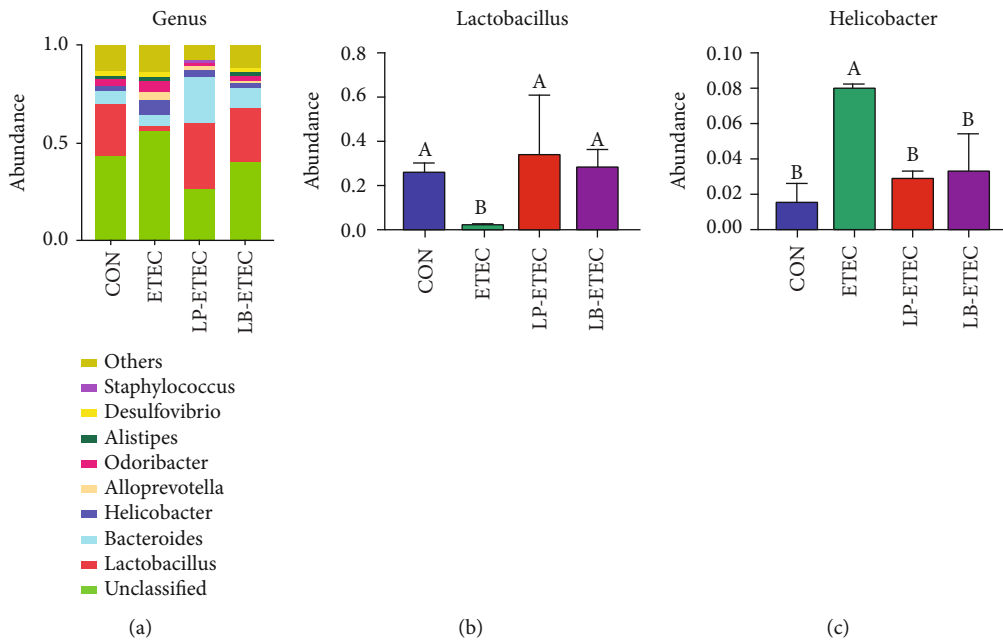 Genus
Abundance
1.0
0.5
0.0
CON
ETEC
LP-ETEC
LB-ETEC
Others
Staphylococcus
Desulfovibrio
Alistipes
Odoribacter
Alloprevotella
Helicobacter
Bacteroides
Lactobacillus
Unclassified
(a)
Lactobacillus
Abundance
0.8
0.6
0.4
0.2
0.0
A
B
A
A
CON
ETEC
LP-ETEC
LB-ETEC
(b)
Helicobacter
Abundance
0.10
0.08
0.06
0.04
0.02
0.00
B
A
B
B
CON
ETEC
LP-ETEC
LB-ETEC
(c)